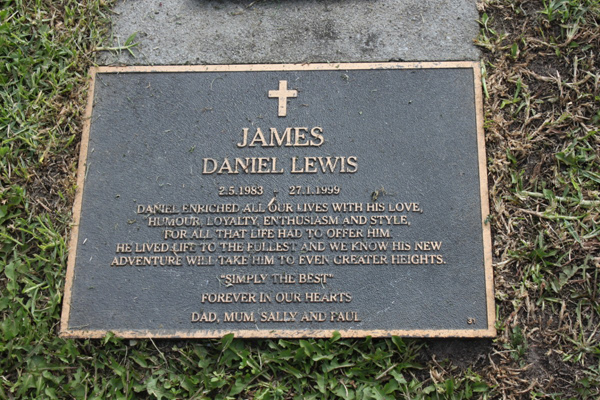 JAMES
DANIEL LEWIS
2.5.1983 - 27.1.1999
DANIEL ENRICHED ALL OUR LIVES WITH HIS LOVE,
HUMOUR, LOYALTY, ENTHUSIASM AND STYLE,
FOR ALL THAT LIFE HAD TO OFFER HIM.
HE LIVED LIFE TO THE FULLEST AND WE KNOW HIS NEW
ADVENTURE WILL TAKE HIM TO EVEN GREATER HEIGHTS.
"SIMPLY THE BEST"
FOREVER IN OUR HEARTS
DAD, MUM, SALLY AND PAUL